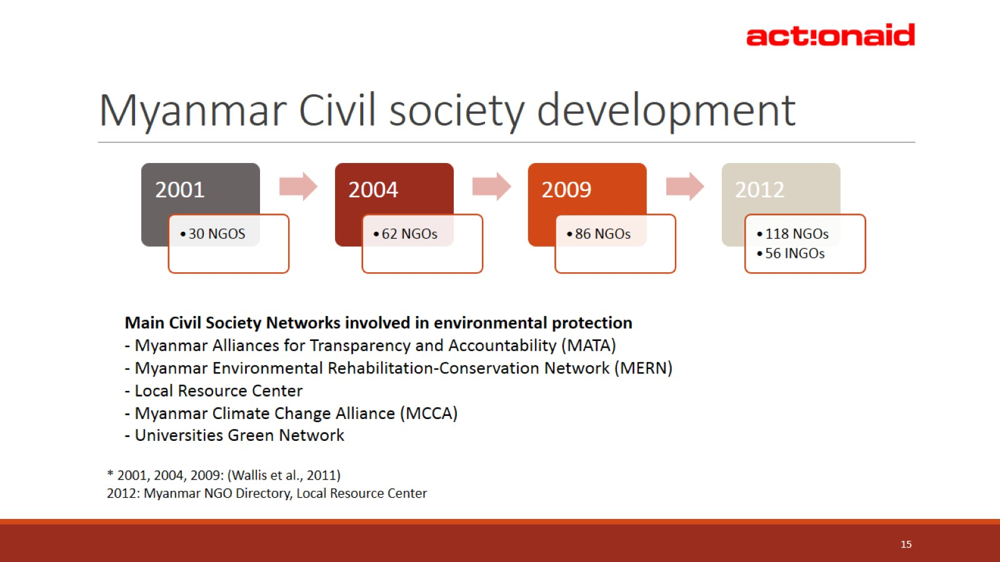 act!onaid
Myanmar Civil society development
2001
• 30 NGOS
2004
• 62 NGOs
2009
• 86 NGOs
2012
• 118 NGOs
• 56 INGOs
Main Civil Society Networks involved in environmental protection
- Myanmar Alliances for Transparency and Accountability (MATA)
- Myanmar Environmental Rehabilitation-Conservation Network (MERN)
- Local Resource Center
- Myanmar Climate Change Alliance (MCCA)
- Universities Green Network
* 2001, 2004, 2009: (Wallis et al., 2011)
2012: Myanmar NGO Directory, Local Resource Center
15